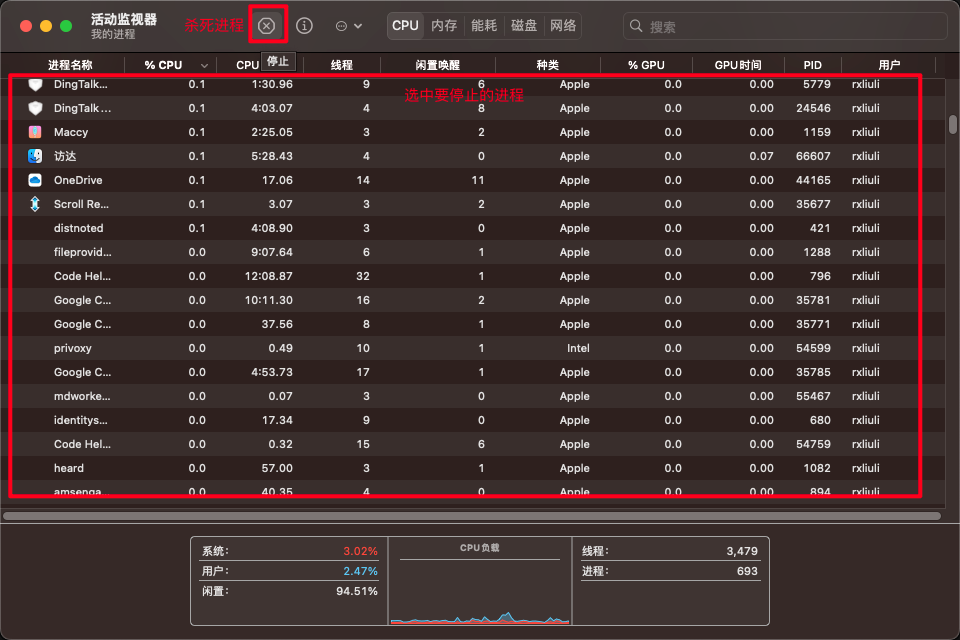 活动监视器
我的进程
杀死进程
CPU 内存 能耗 磁盘 网络
搜索
进程名称 % CPU CPU 停止 线程 闲置唤醒 种类 % GPU GPU 时间 PID 用户
选中要停止的进程
DingTalk... 0.1 1:30.96 9 6 Apple 0.0 0.00 5779 rxliuli
DingTalk... 0.1 4:03.07 4 8 Apple 0.0 0.00 24546 rxliuli
Maccy 0.1 2:25.05 3 2 Apple 0.0 0.00 1159 rxliuli
访达 0.1 5:28.43 4 0 Apple 0.0 0.07 66607 rxliuli
OneDrive 0.1 17.06 14 11 Apple 0.0 0.00 44165 rxliuli
Scroll Re... 0.1 3.07 3 2 Apple 0.0 0.00 35677 rxliuli
distnoted 0.1 4:08.90 3 0 Apple 0.0 0.00 421 rxliuli
fileprovid... 0.0 9:07.64 6 1 Apple 0.0 0.00 1288 rxliuli
Code Hel... 0.0 12:08.87 32 1 Apple 0.0 0.00 796 rxliuli
Google C... 0.0 10:11.30 16 2 Apple 0.0 0.00 35781 rxliuli
Google C... 0.0 37.56 8 1 Apple 0.0 0.00 35771 rxliuli
privoxy 0.0 0.49 10 1 Intel 0.0 0.00 54599 rxliuli
Google C... 0.0 4:53.73 17 1 Apple 0.0 0.00 35785 rxliuli
mdworke... 0.0 0.07 3 0 Apple 0.0 0.00 55467 rxliuli
identitys... 0.0 17.34 9 0 Apple 0.0 0.00 680 rxliuli
Code Hel... 0.0 0.32 15 6 Apple 0.0 0.00 54759 rxliuli
heard 0.0 57.00 3 1 Apple 0.0 0.00 1082 rxliuli
amsenga... 0.0 40.35 4 0 Apple 0.0 0.00 894 rxliuli
系统: 3.02%
用户: 2.47%
闲置: 94.51%
CPU负载
线程: 3,479
进程: 693